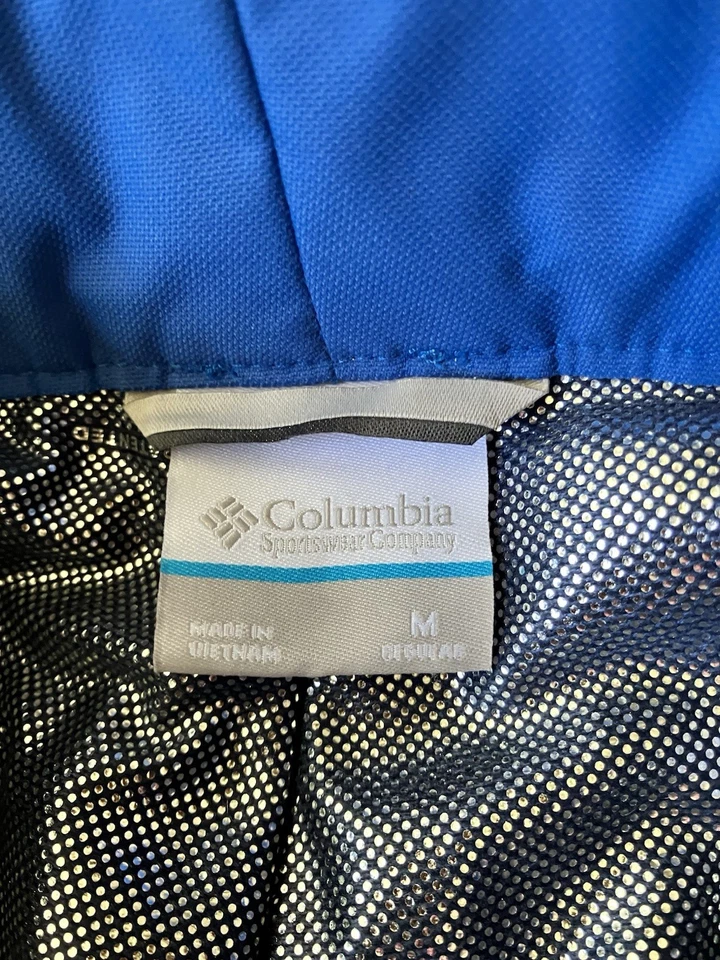 Columbia
Sportswear Company
MADE IN
VIETNAM
M
REGULAR